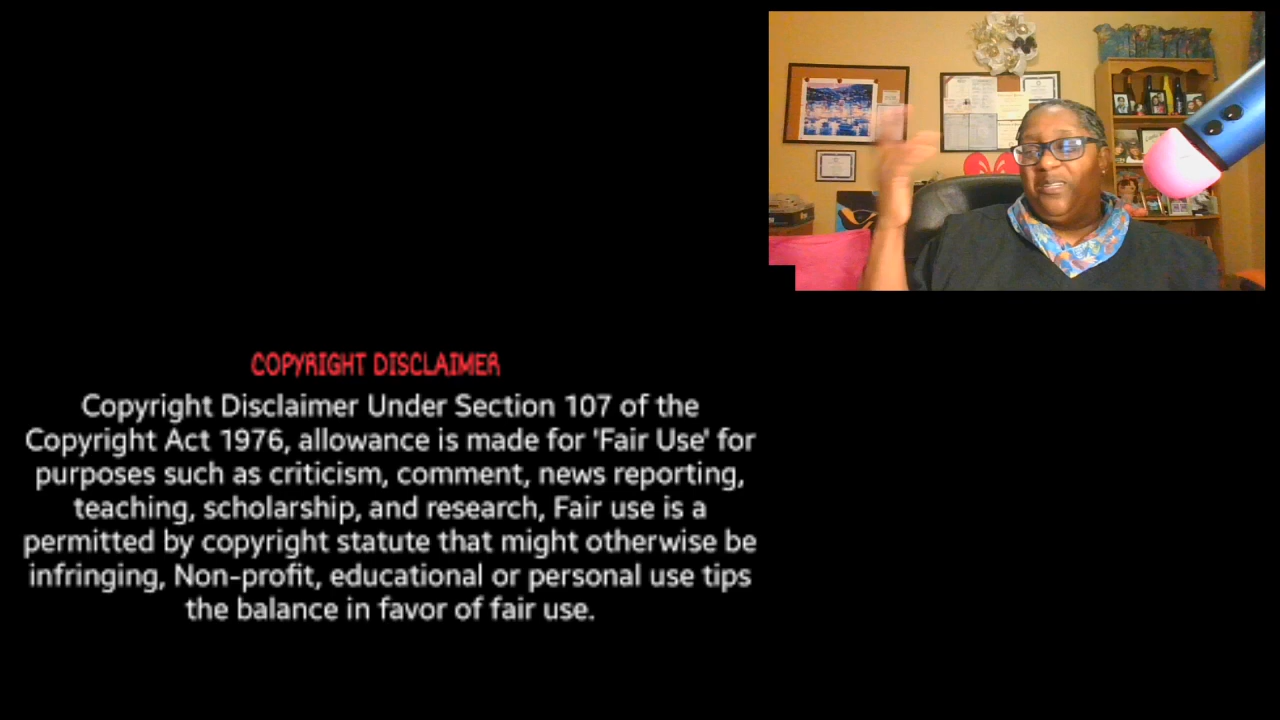 COPYRIGHT DISCLAIMER
Copyright Disclaimer Under Section 107 of the
Copyright Act 1976, allowance is made for 'Fair Use' for
purposes such as criticism, comment, news reporting,
teaching, scholarship, and research, Fair use is a
permitted by copyright statute that might otherwise be
infringing, Non-profit, educational or personal use tips
the balance in favor of fair use.